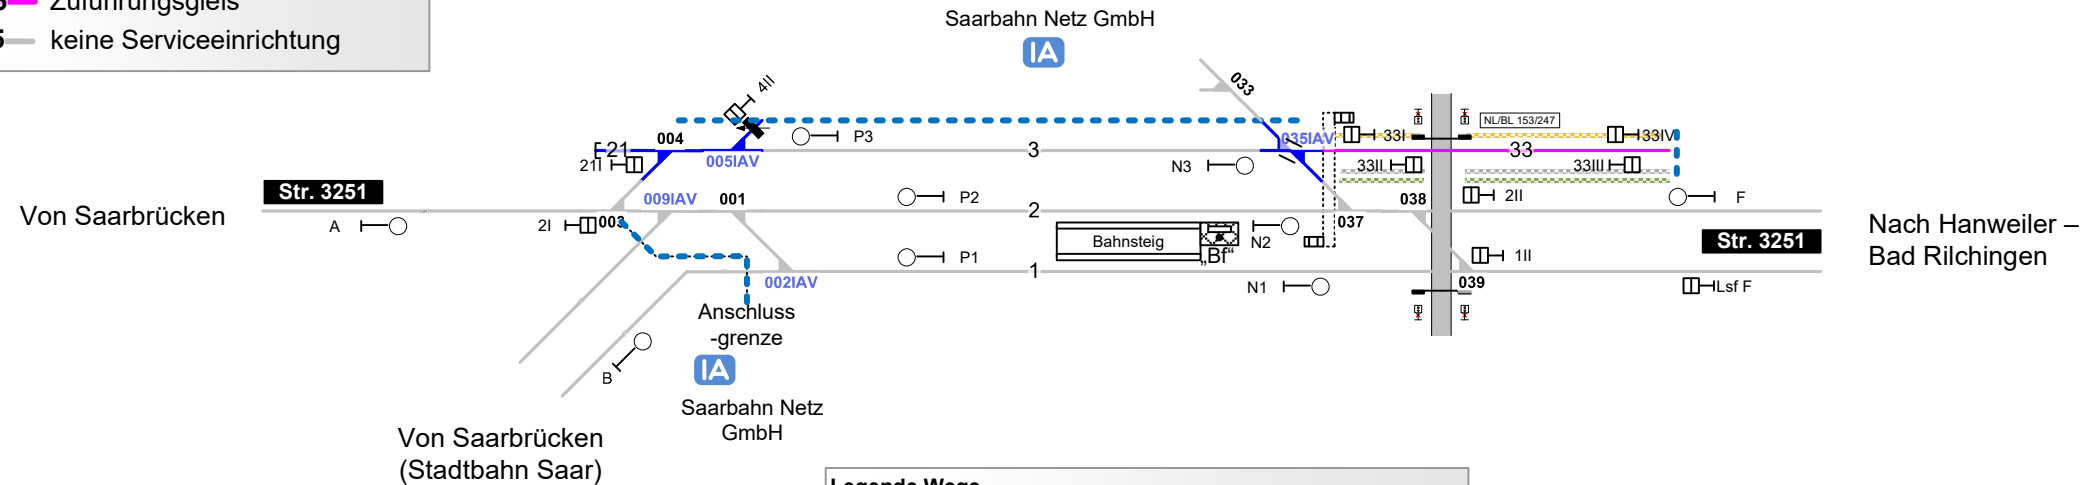 Zuführungsgleis
keine Serviceeinrichtung
Saarbahn Netz GmbH
IA
4II
033
004
P3
NL/BL 153/247
21
005IAV
3
035IAV
33I
33
33IV
21I
N3
33II
33III
Str. 3251
009IAV
001
P2
2
038
2II
F
Von Saarbrücken
A
2I
003
Bahnsteig
„Bf“
N2
037
Nach Hanweiler –
Bad Rilchingen
Str. 3251
P1
1
1II
002IAV
N1
039
Lsf F
Anschluss
-grenze
IA
B
Saarbahn Netz
GmbH
Von Saarbrücken
(Stadtbahn Saar)
Legende Wege